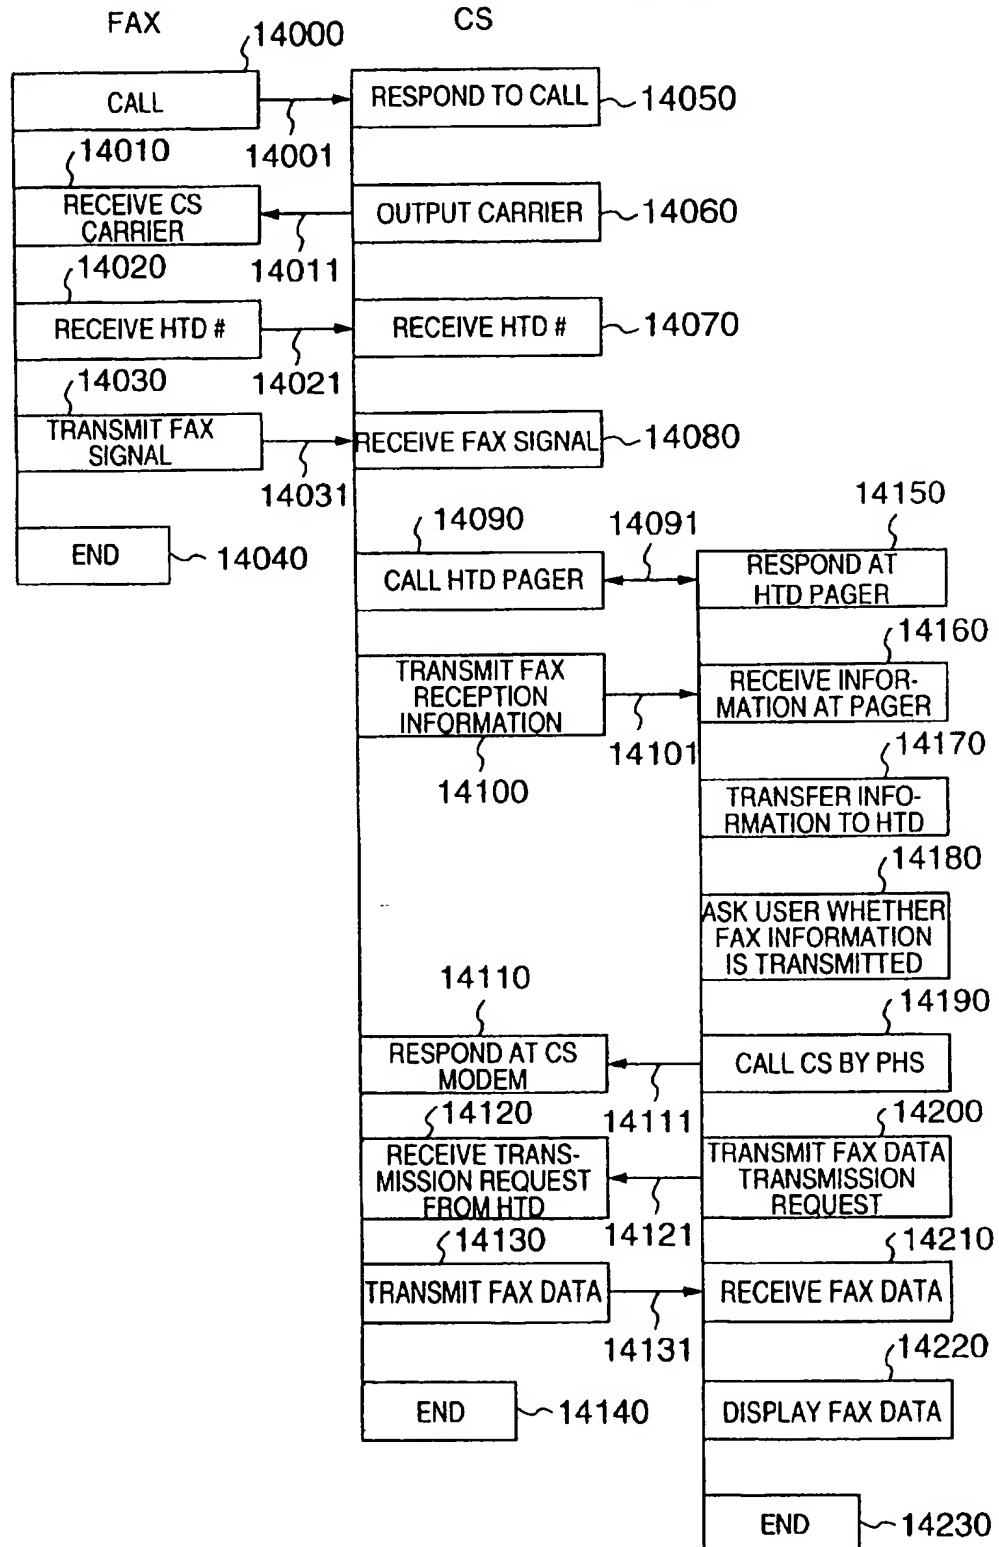 FAX
CS
14000
CALL
14001
RESPOND TO CALL
14050
14010
RECEIVE CS
CARRIER
14011
OUTPUT CARRIER
14060
14020
RECEIVE HTD #
14021
RECEIVE HTD #
14070
14030
TRANSMIT FAX
SIGNAL
14031
RECEIVE FAX SIGNAL
14080
END
14040
14090
CALL HTD PAGER
14091
14150
RESPOND AT
HTD PAGER
TRANSMIT FAX
RECEPTION
INFORMATION
14100
14101
14160
RECEIVE INFOR-
MATION AT PAGER
14170
TRANSFER INFO-
RMATION TO HTD
14180
ASK USER WHETHER
FAX INFORMATION
IS TRANSMITTED
14110
RESPOND AT CS
MODEM
14111
14190
CALL CS BY PHS
14120
RECEIVE TRANS-
MISSION REQUEST
FROM HTD
14121
14200
TRANSMIT FAX DATA
TRANSMISSION
REQUEST
14130
TRANSMIT FAX DATA
14131
14210
RECEIVE FAX DATA
14220
DISPLAY FAX DATA
END
14140
END
14230